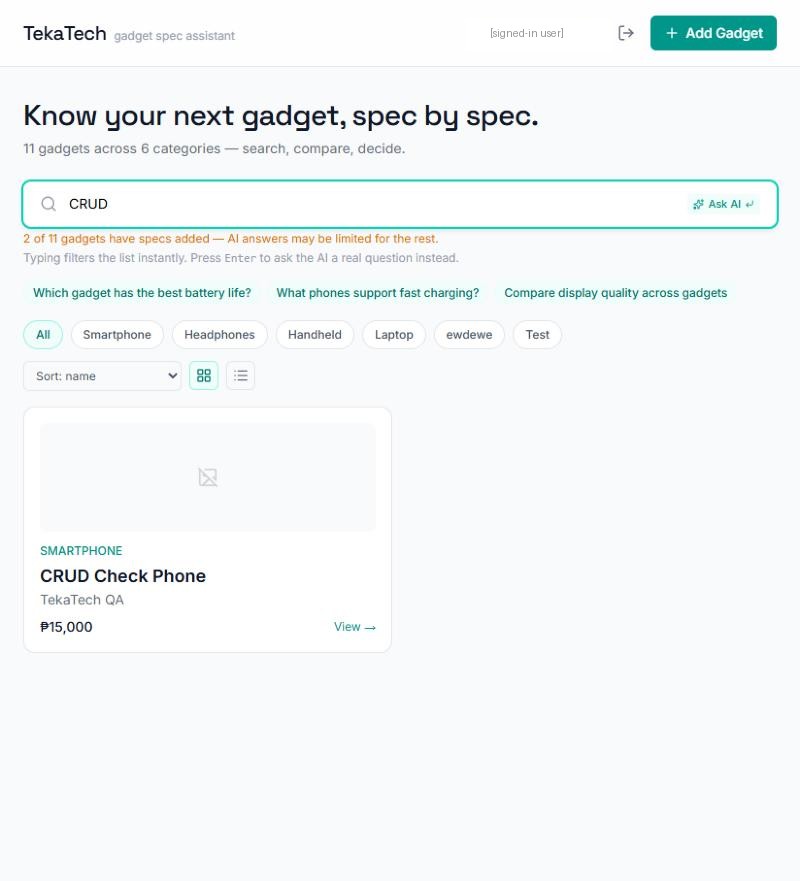 TekaTech gadget spec assistant [signed-in user] Add Gadget
Know your next gadget, spec by spec.
11 gadgets across 6 categories — search, compare, decide.
CRUD Ask AI ↵
2 of 11 gadgets have specs added — AI answers may be limited for the rest.
Typing filters the list instantly. Press Enter to ask the AI a real question instead.
Which gadget has the best battery life? What phones support fast charging? Compare display quality across gadgets
All Smartphone Headphones Handheld Laptop ewdewe Test
Sort: name
SMARTPHONE
CRUD Check Phone
TekaTech QA
₱15,000 View →